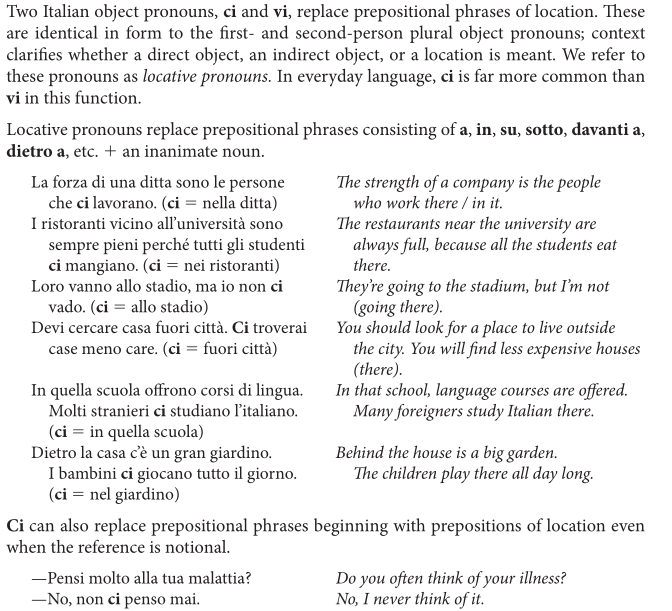 Two Italian object pronouns, ci and vi, replace prepositional phrases of location. These
are identical in form to the first- and second-person plural object pronouns; context
clarifies whether a direct object, an indirect object, or a location is meant. We refer to
these pronouns as locative pronouns. In everyday language, ci is far more common than
vi in this function.
Locative pronouns replace prepositional phrases consisting of a, in, su, sotto, davanti a,
dietro a, etc. + an inanimate noun.
La forza di una ditta sono le persone
che ci lavorano. (ci = nella ditta)
The strength of a company is the people
who work there / in it.
I ristoranti vicino all'università sono
sempre pieni perché tutti gli studenti
ci mangiano. (ci = nei ristoranti)
The restaurants near the university are
always full, because all the students eat
there.
Loro vanno allo stadio, ma io non ci
vado. (ci = allo stadio)
They're going to the stadium, but I'm not
(going there).
Devi cercare casa fuori città. Ci troverai
case meno care. (ci = fuori città)
You should look for a place to live outside
the city. You will find less expensive houses
(there).
In quella scuola offrono corsi di lingua.
Molti stranieri ci studiano l'italiano.
(ci = in quella scuola)
In that school, language courses are offered.
Many foreigners study Italian there.
Dietro la casa c'è un gran giardino.
I bambini ci giocano tutto il giorno.
(ci = nel giardino)
Behind the house is a big garden.
The children play there all day long.
Ci can also replace prepositional phrases beginning with prepositions of location even
when the reference is notional.
—Pensi molto alla tua malattia?
Do you often think of your illness?
—No, non ci penso mai.
No, I never think of it.